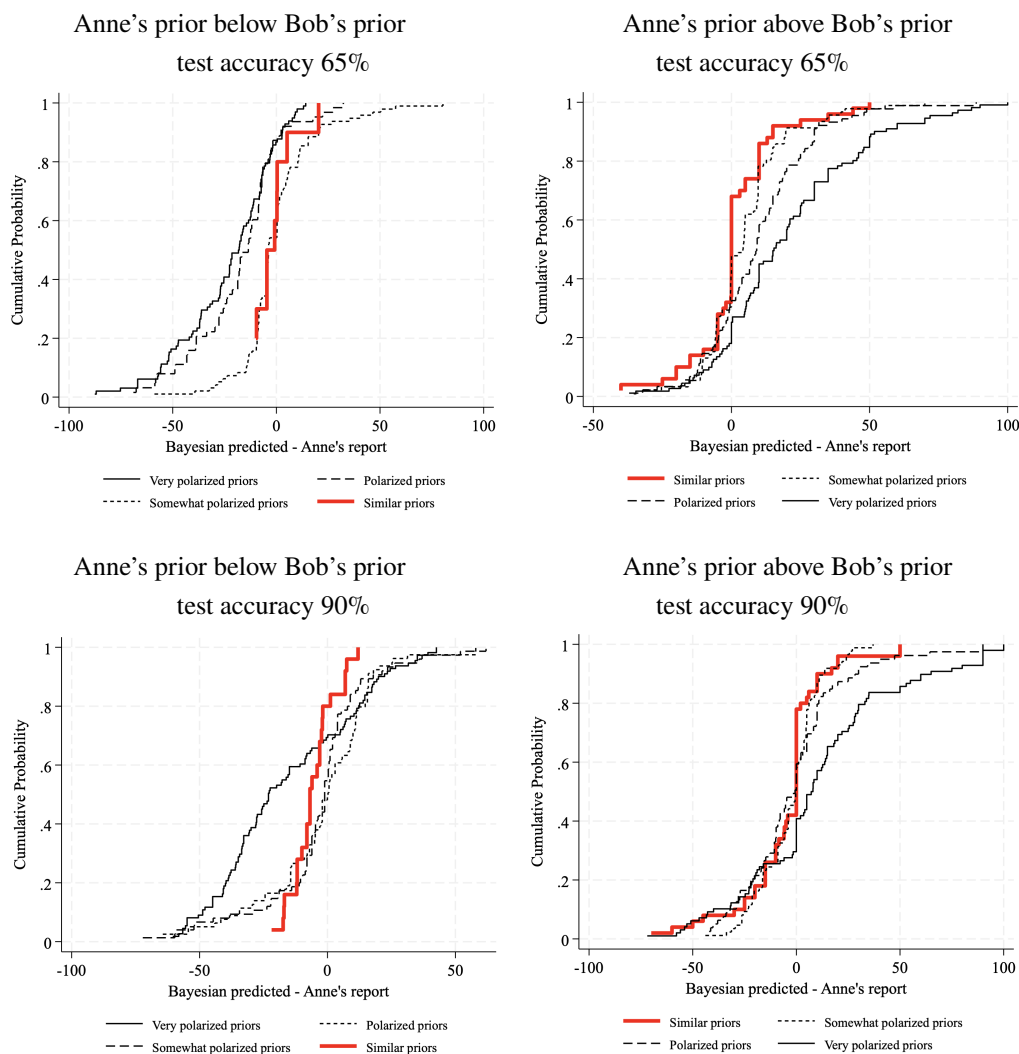 Anne's prior below Bob's prior
test accuracy 65%
1
.8
.6
.4
.2
0
Cumulative Probability
-100
-50
0
50
100
Bayesian predicted - Anne's report
Very polarized priors
Polarized priors
Somewhat polarized priors
Similar priors
Anne's prior above Bob's prior
test accuracy 65%
1
.8
.6
.4
.2
0
Cumulative Probability
-50
0
50
100
Bayesian predicted - Anne's report
Similar priors
Somewhat polarized priors
Polarized priors
Very polarized priors
Anne's prior below Bob's prior
test accuracy 90%
1
.8
.6
.4
.2
0
Cumulative Probability
-100
-50
0
50
Bayesian predicted - Anne's report
Very polarized priors
Polarized priors
Somewhat polarized priors
Similar priors
Anne's prior above Bob's prior
test accuracy 90%
1
.8
.6
.4
.2
0
Cumulative Probability
-100
-50
0
50
100
Bayesian predicted - Anne's report
Similar priors
Somewhat polarized priors
Polarized priors
Very polarized priors